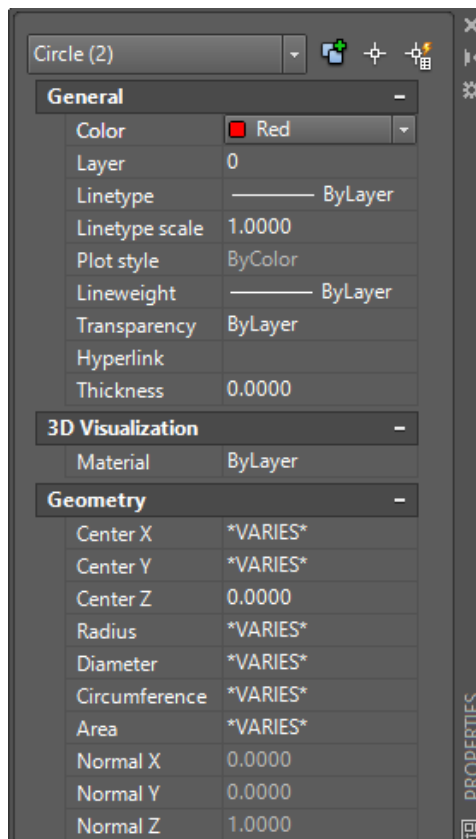 Circle (2)
General
Color Red
Layer 0
Linetype ByLayer
Linetype scale 1.0000
Plot style ByColor
Lineweight ByLayer
Transparency ByLayer
Hyperlink
Thickness 0.0000
3D Visualization
Material ByLayer
Geometry
Center X *VARIES*
Center Y *VARIES*
Center Z 0.0000
Radius *VARIES*
Diameter *VARIES*
Circumference *VARIES*
Area *VARIES*
Normal X 0.0000
Normal Y 0.0000
Normal Z 1.0000
PROPERTIES